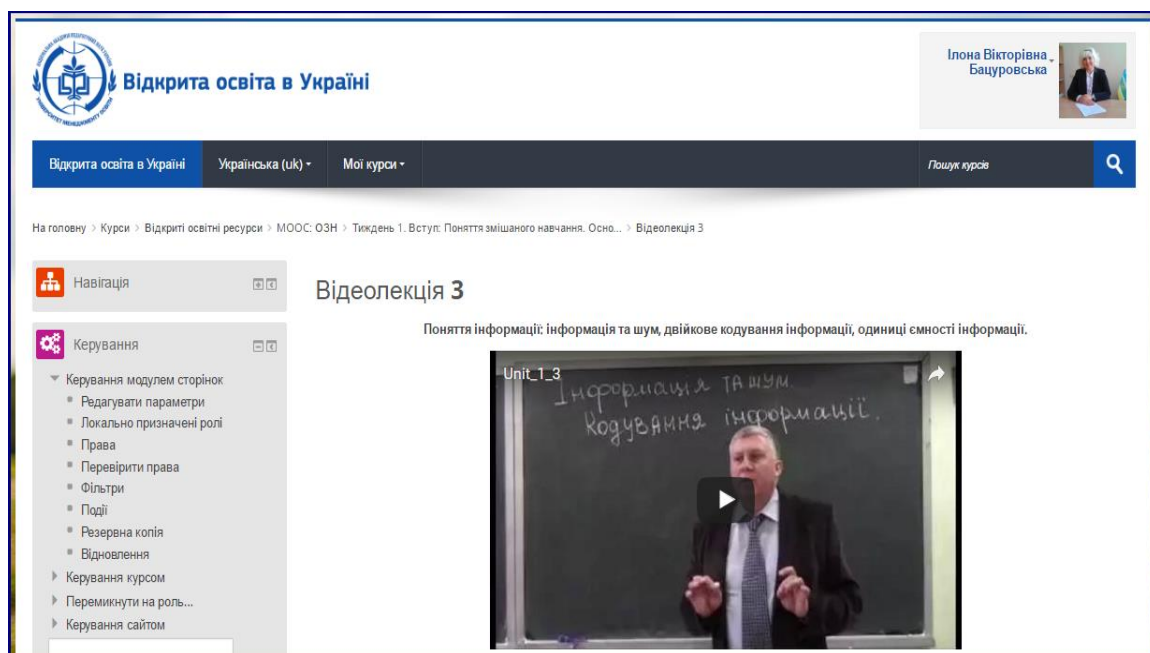 Відкрита освіта в Україні
Ілона Вікторівна
Бацуровська
Відкрита освіта в Україні
Українська (uk)
Мої курси
Пошук курсів
На головну > Курси > Відкриті освітні ресурси > МООС: ОЗН > Тиждень 1. Вступ: Поняття змішаного навчання. Осно... > Відеолекція 3
Навігація
Керування
Керування модулем сторінок
Редагувати параметри
Локально призначені ролі
Права
Перевірити права
Фільтри
Події
Резервна копія
Відновлення
Керування курсом
Перемикнути на роль...
Керування сайтом
Відеолекція 3
Поняття інформації: інформація та шум, двійкове кодування інформації, одиниці ємності інформації.
Unit_1_3
Інформація та шум.
Кодування інформації.